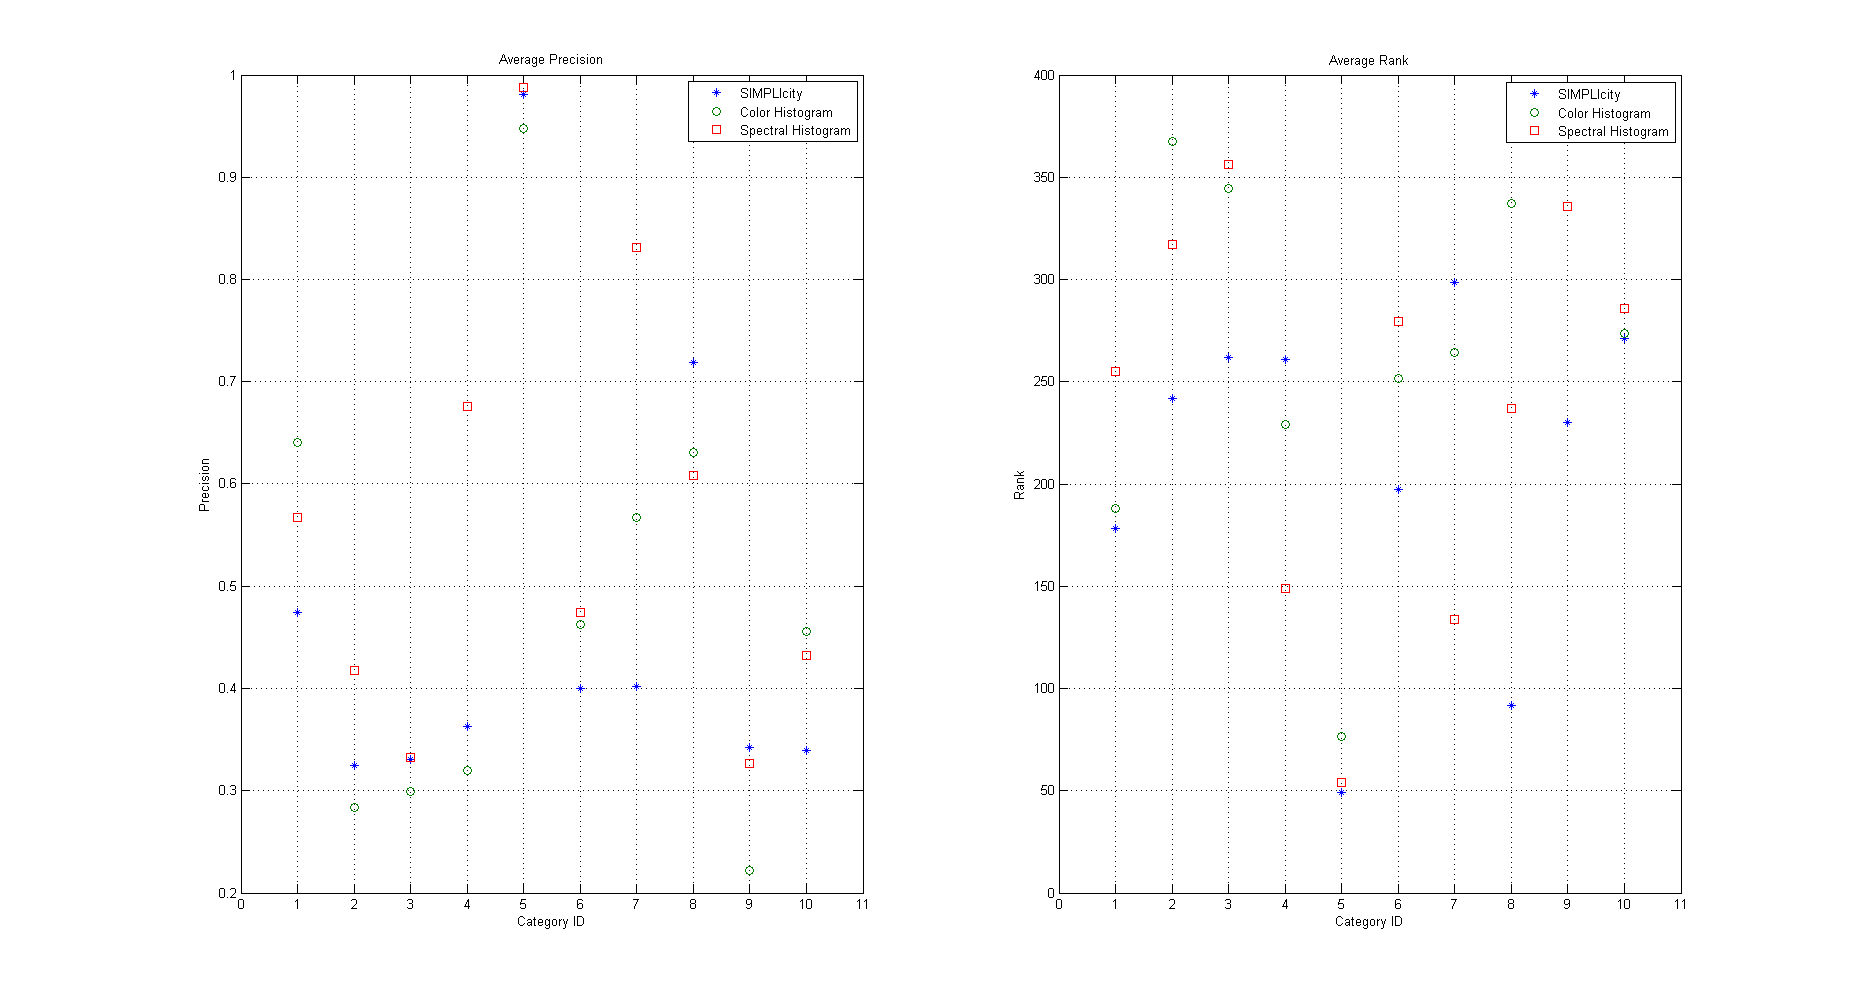 Average Precision
SIMPLIcity
Color Histogram
Spectral Histogram
1
0.9
0.8
0.7
0.6
0.5
0.4
0.3
0.2
Precision
0 1 2 3 4 5 6 7 8 9 10 11
Category ID
Average Rank
SIMPLIcity
Color Histogram
Spectral Histogram
400
350
300
250
200
150
100
50
0
Rank
0 1 2 3 4 5 6 7 8 9 10 11
Category ID